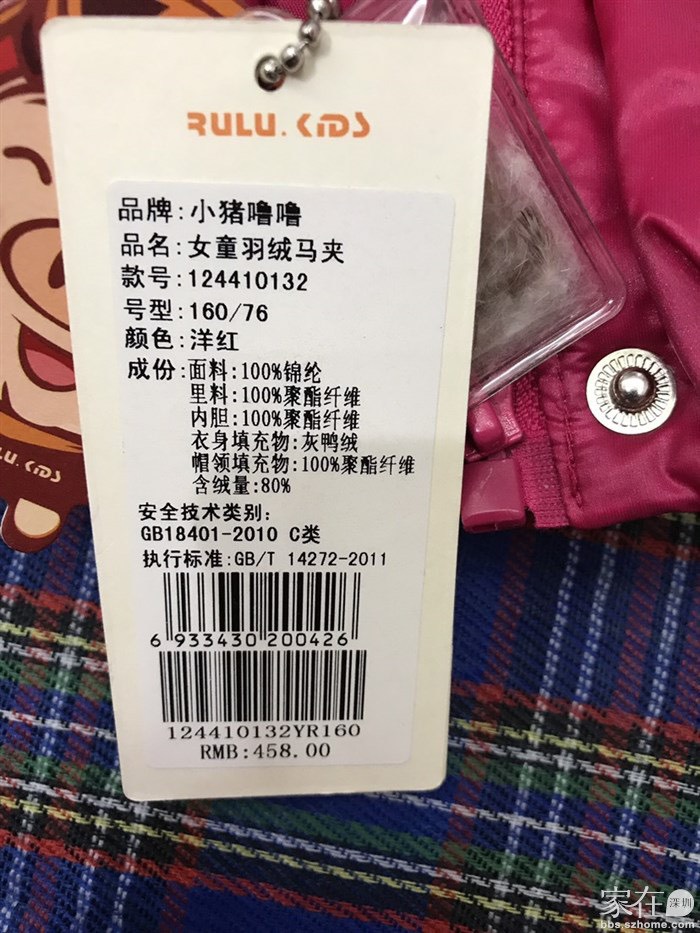 RULU.KIDS
品牌:小猪噜噜
品名:女童羽绒马夹
款号:124410132
号型:160/76
颜色:洋红
成份:面料:100%锦纶
里料:100%聚酯纤维
内胆:100%聚酯纤维
衣身填充物:灰鸭绒
帽领填充物:100%聚酯纤维
含绒量:80%
安全技术类别:
GB18401-2010 C类
执行标准:GB/T 14272-2011
6 933430 200426
124410132YR160
RMB:458.00
LU.KIDS
家在深圳
bbs.szhome.com